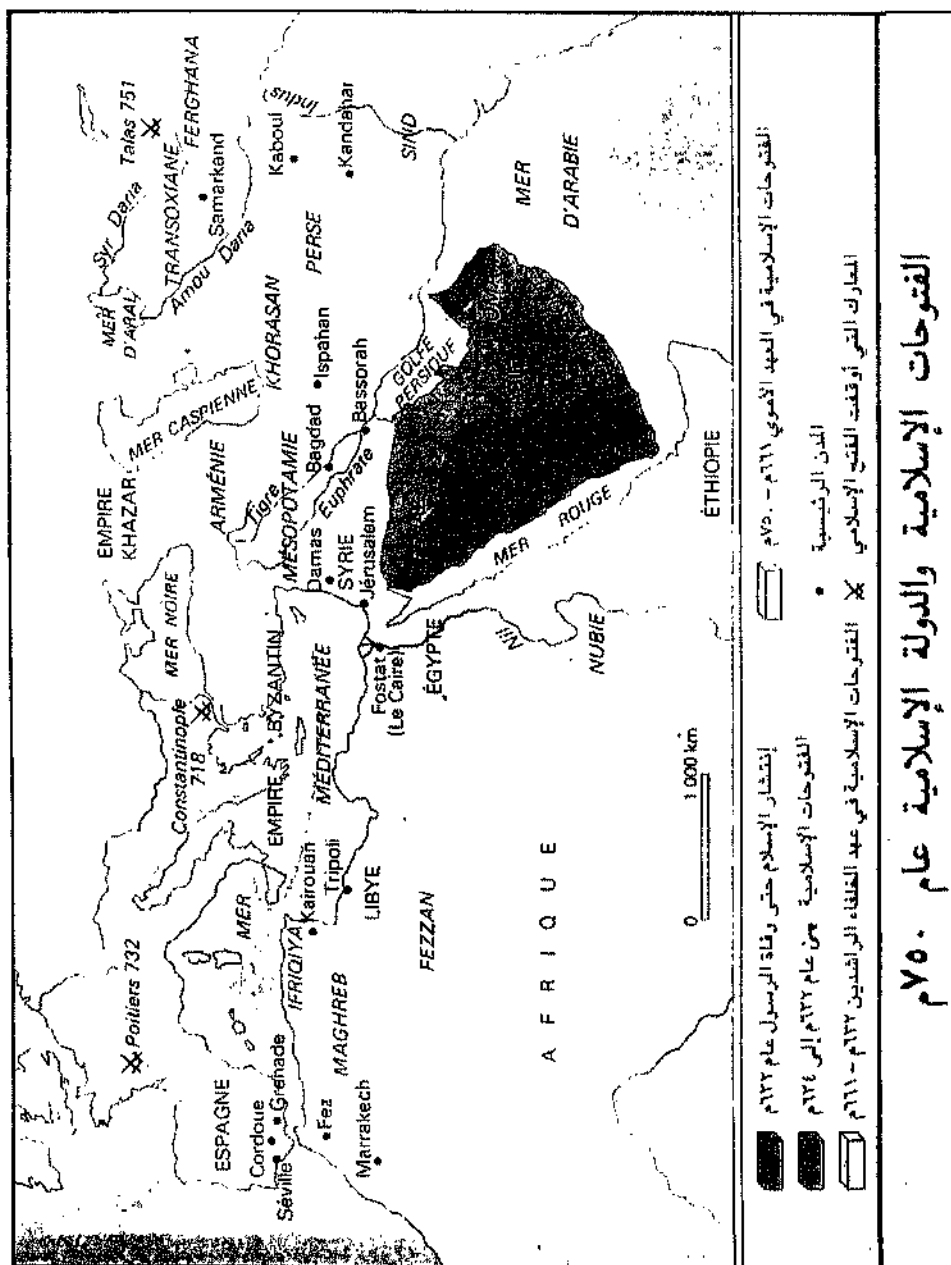 Talas 751
FERGHANA
Syr Daria
TRANSOXIANE
Samarkand
Amou Daria
MER
D'ARAL
Indus
Kaboul
Kandahar
SIND
MER
D'ARABIE
PERSE
KHORASAN
Ispahan
MER CASPIENNE
EMPIRE
KHAZAR
ARMÉNIE
Tigre
MÉSOPOTAMIE
Bagdad
Euphrate
Bassorah
GOLFE
PERSIQUE
Damas
SYRIE
Jérusalem
MER ROUGE
ÉTHIOPIE
MER NOIRE
Constantinople
718
EMPIRE BYZANTIN
MER MÉDITERRANÉE
Fostat
(Le Caire)
ÉGYPTE
Nil
NUBIE
Poitiers 732
ESPAGNE
Cordoue
Grenade
Séville
Fez
Marrakech
MAGHREB
IFRIQIYA
Kairouan
Tripoli
LIBYE
FEZZAN
AFRIQUE
0 1 000 km
إنتشار الإسلام حتى وفاة الرسول عام ٦٣٢م
الفتوحات الإسلامية من عام ٦٣٢م إلى ٦٣٤م
الفتوحات الإسلامية في عهد الخلفاء الراشدين ٦٣٢م - ٦٦١م
الفتوحات الإسلامية في العهد الأموي ٦٦١م - ٧٥٠م
المدن الرئيسية
المعارك التي أوقفت الفتح الإسلامي
الفتوحات الإسلامية والدولة الإسلامية عام ٧٥٠م